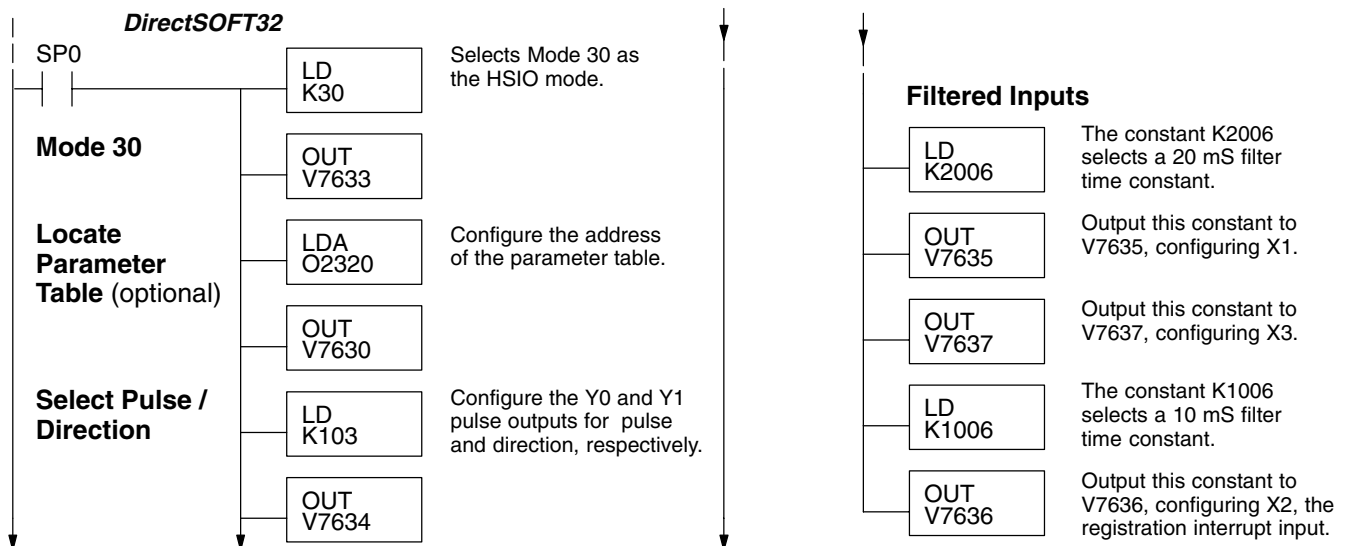 DirectSOFT32
SP0
LD
K30
Selects Mode 30 as
the HSIO mode.
Mode 30
OUT
V7633
Locate
Parameter
Table (optional)
LDA
O2320
Configure the address
of the parameter table.
OUT
V7630
Select Pulse /
Direction
LD
K103
Configure the Y0 and Y1
pulse outputs for pulse
and direction, respectively.
OUT
V7634
Filtered Inputs
LD
K2006
The constant K2006
selects a 20 mS filter
time constant.
OUT
V7635
Output this constant to
V7635, configuring X1.
OUT
V7637
Output this constant to
V7637, configuring X3.
LD
K1006
The constant K1006
selects a 10 mS filter
time constant.
OUT
V7636
Output this constant to
V7636, configuring X2, the
registration interrupt input.